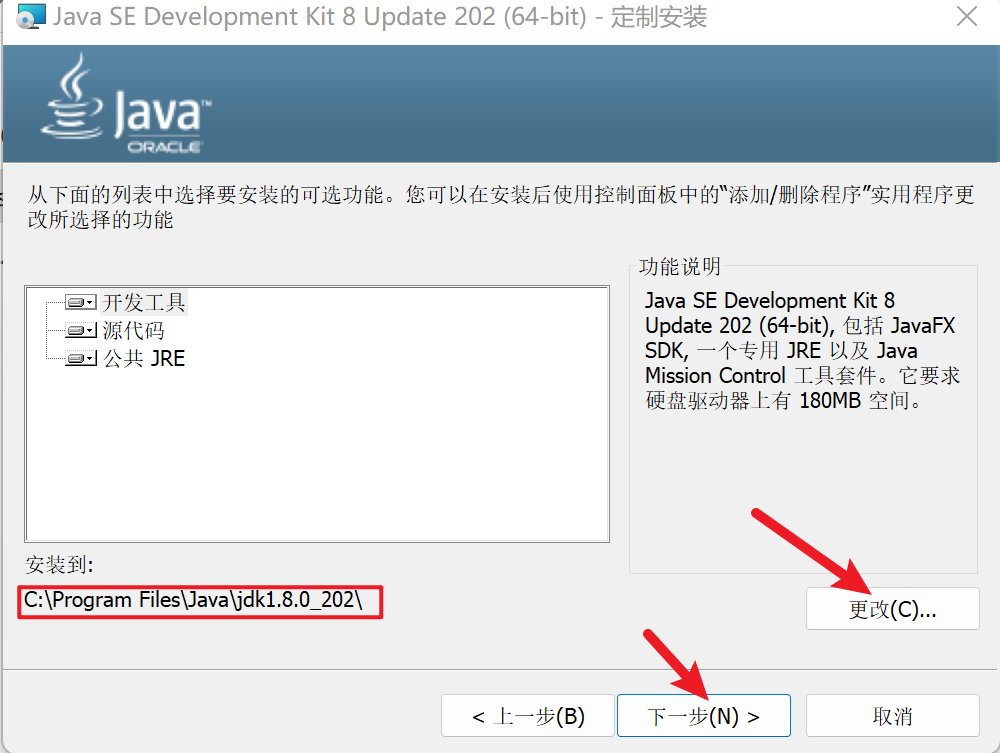 Java SE Development Kit 8 Update 202 (64-bit) - 定制安装
Java™
ORACLE
从下面的列表中选择要安装的可选功能。您可以在安装后使用控制面板中的“添加/删除程序”实用程序更
改所选择的功能
开发工具
源代码
公共 JRE
功能说明
Java SE Development Kit 8
Update 202 (64-bit), 包括 JavaFX
SDK, 一个专用 JRE 以及 Java
Mission Control 工具套件。它要求
硬盘驱动器上有 180MB 空间。
安装到:
C:\Program Files\Java\jdk1.8.0_202\
更改(C)...
< 上一步(B)
下一步(N) >
取消